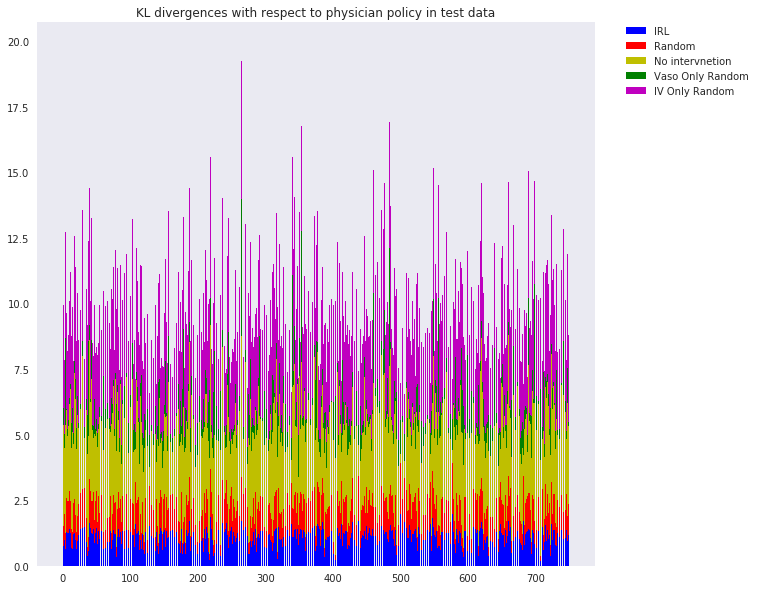 KL divergences with respect to physician policy in test data
IRL
Random
No intervnetion
Vaso Only Random
IV Only Random
20.0
17.5
15.0
12.5
10.0
7.5
5.0
2.5
0.0
0 100 200 300 400 500 600 700